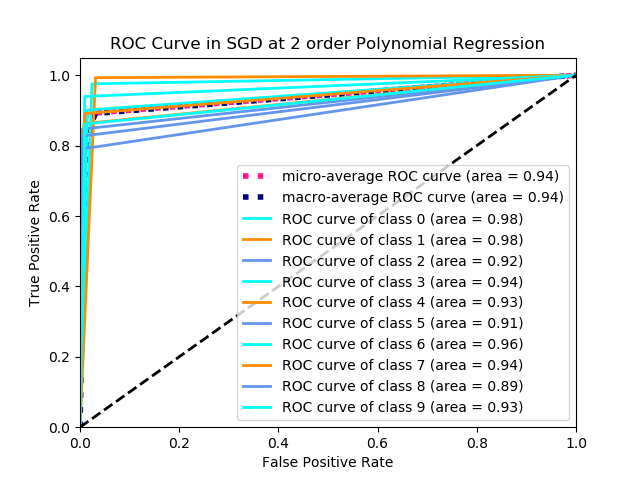 ROC Curve in SGD at 2 order Polynomial Regression
1.0
0.8
0.6
0.4
0.2
0.0
True Positive Rate
micro-average ROC curve (area = 0.94)
macro-average ROC curve (area = 0.94)
ROC curve of class 0 (area = 0.98)
ROC curve of class 1 (area = 0.98)
ROC curve of class 2 (area = 0.92)
ROC curve of class 3 (area = 0.94)
ROC curve of class 4 (area = 0.93)
ROC curve of class 5 (area = 0.91)
ROC curve of class 6 (area = 0.96)
ROC curve of class 7 (area = 0.94)
ROC curve of class 8 (area = 0.89)
ROC curve of class 9 (area = 0.93)
0.0 0.2 0.4 0.6 0.8 1.0
False Positive Rate